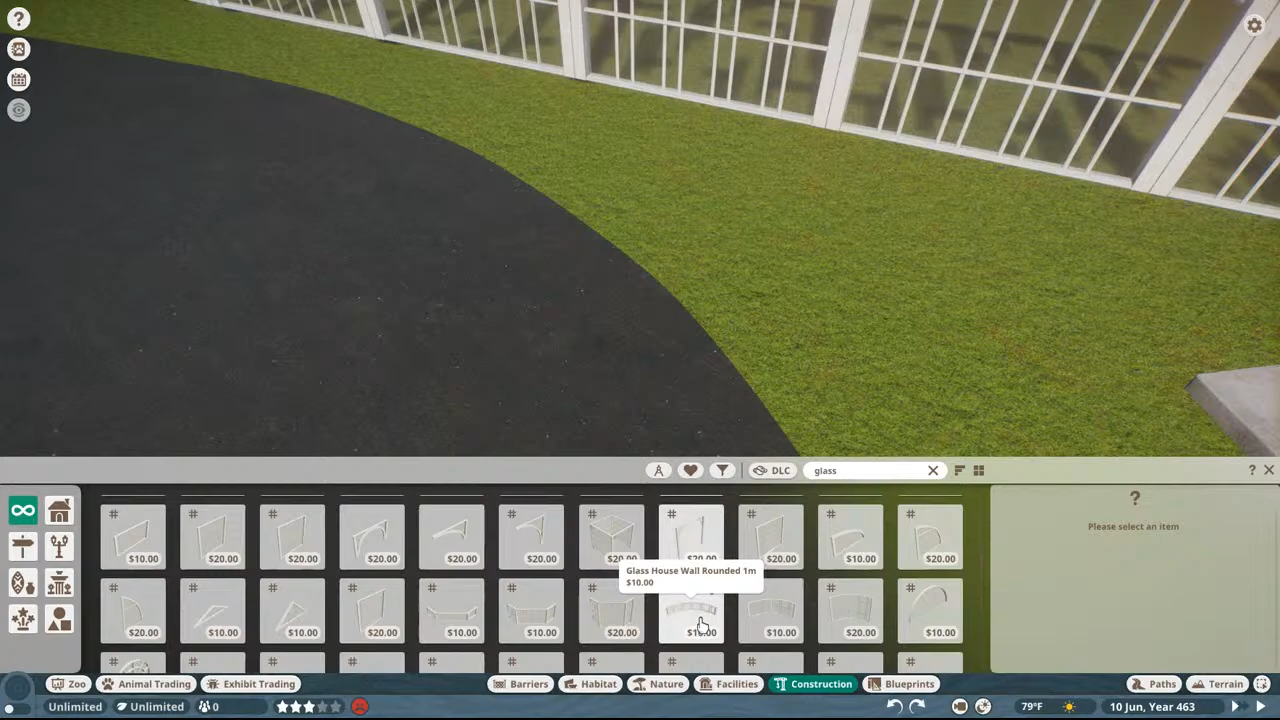 ?
DLC
glass
?
?
Please select an item
$10.00
$20.00
$20.00
$20.00
$20.00
$20.00
$20.00
$20.00
$20.00
$10.00
$20.00
Glass House Wall Rounded 1m
$10.00
$20.00
$10.00
$10.00
$20.00
$10.00
$10.00
$20.00
$10.00
$10.00
$20.00
$10.00
Zoo
Animal Trading
Exhibit Trading
Barriers
Habitat
Nature
Facilities
Construction
Blueprints
Paths
Terrain
Unlimited
Unlimited
0
79°F
10 Jun, Year 463